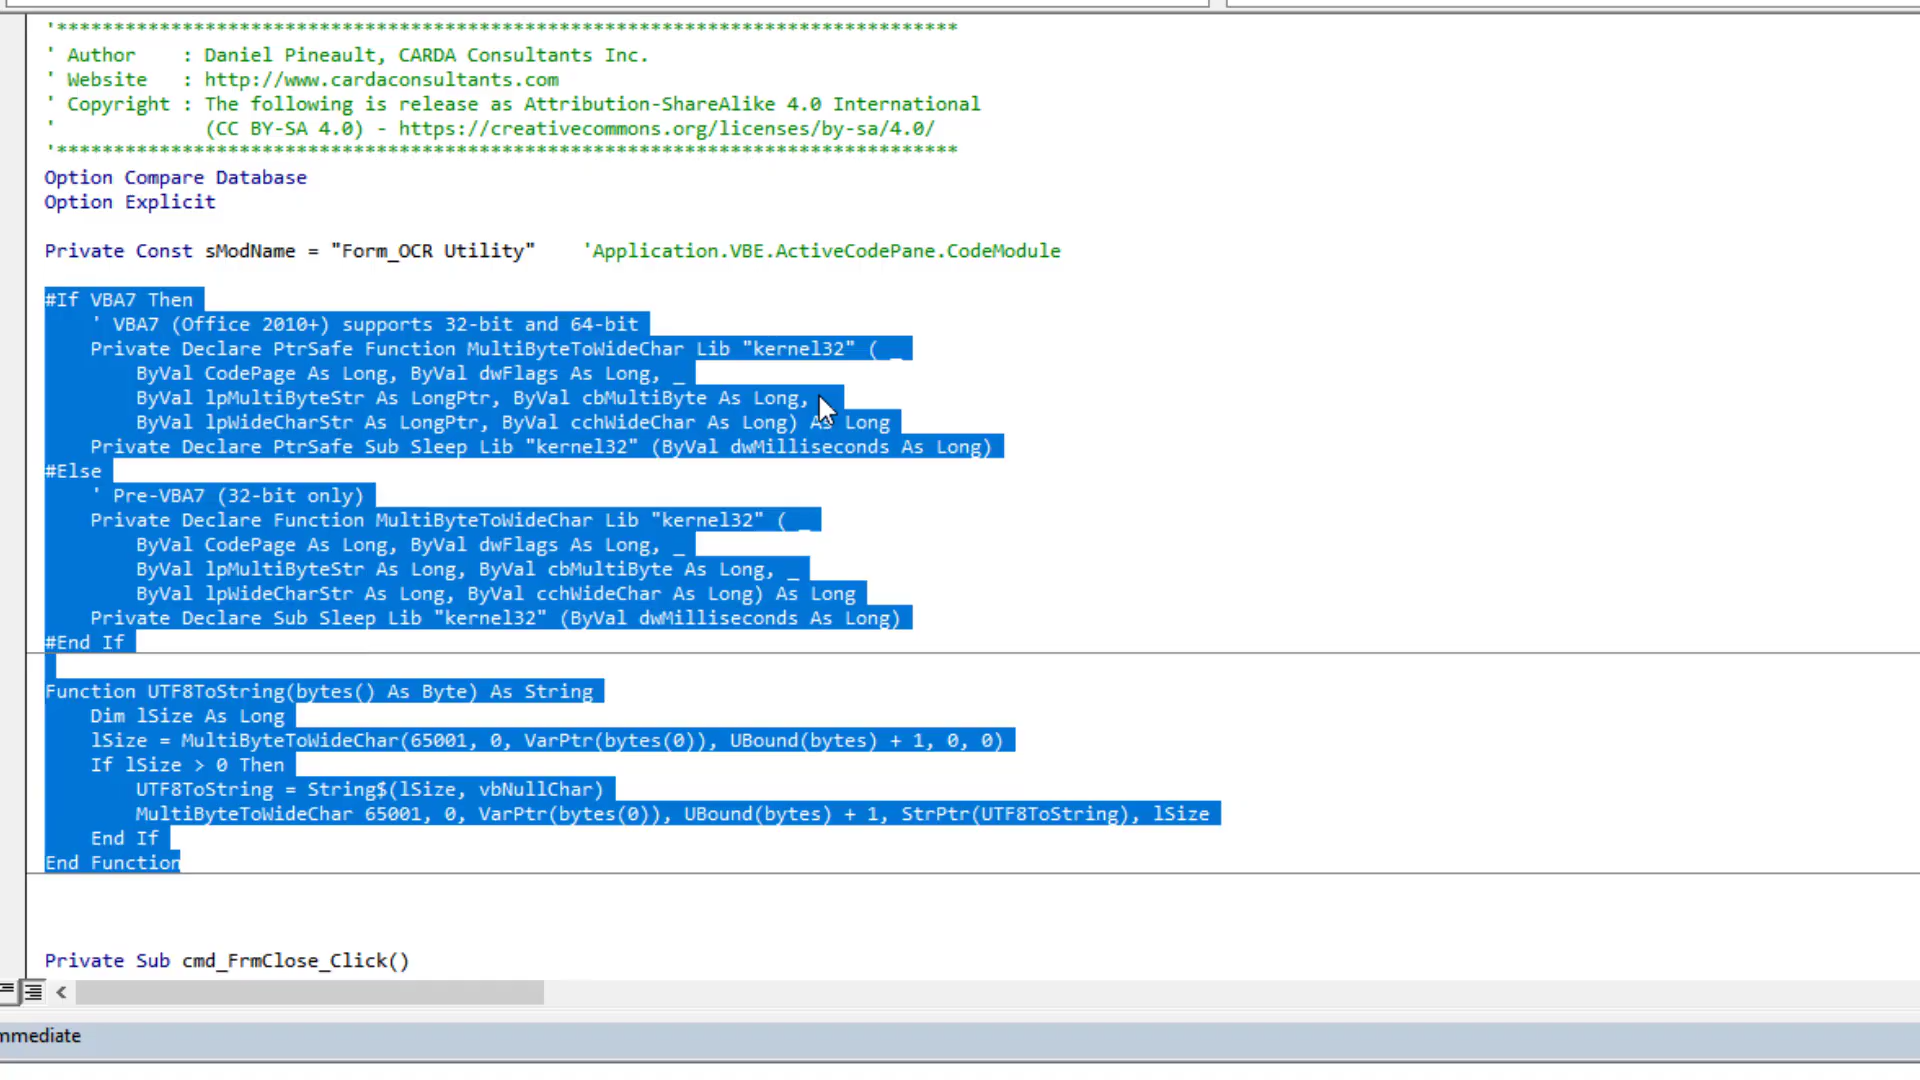 '*******************************************************************************
' Author    : Daniel Pineault, CARDA Consultants Inc.
' Website   : http://www.cardaconsultants.com
' Copyright : The following is release as Attribution-ShareAlike 4.0 International
'             (CC BY-SA 4.0) - https://creativecommons.org/licenses/by-sa/4.0/
'*******************************************************************************
Option Compare Database
Option Explicit
Private Const sModName = "Form_OCR Utility"    'Application.VBE.ActiveCodePane.CodeModule
#If VBA7 Then
    ' VBA7 (Office 2010+) supports 32-bit and 64-bit
    Private Declare PtrSafe Function MultiByteToWideChar Lib "kernel32" ( _
        ByVal CodePage As Long, ByVal dwFlags As Long, _
        ByVal lpMultiByteStr As LongPtr, ByVal cbMultiByte As Long,
        ByVal lpWideCharStr As LongPtr, ByVal cchWideChar As Long) As Long
    Private Declare PtrSafe Sub Sleep Lib "kernel32" (ByVal dwMilliseconds As Long)
#Else
    ' Pre-VBA7 (32-bit only)
    Private Declare Function MultiByteToWideChar Lib "kernel32" ( _
        ByVal CodePage As Long, ByVal dwFlags As Long, _
        ByVal lpMultiByteStr As Long, ByVal cbMultiByte As Long, _
        ByVal lpWideCharStr As Long, ByVal cchWideChar As Long) As Long
    Private Declare Sub Sleep Lib "kernel32" (ByVal dwMilliseconds As Long)
#End If
Function UTF8ToString(bytes() As Byte) As String
    Dim lSize As Long
    lSize = MultiByteToWideChar(65001, 0, VarPtr(bytes(0)), UBound(bytes) + 1, 0, 0)
    If lSize > 0 Then
        UTF8ToString = String$(lSize, vbNullChar)
        MultiByteToWideChar 65001, 0, VarPtr(bytes(0)), UBound(bytes) + 1, StrPtr(UTF8ToString), lSize
    End If
End Function
Private Sub cmd_FrmClose_Click()
mmediate